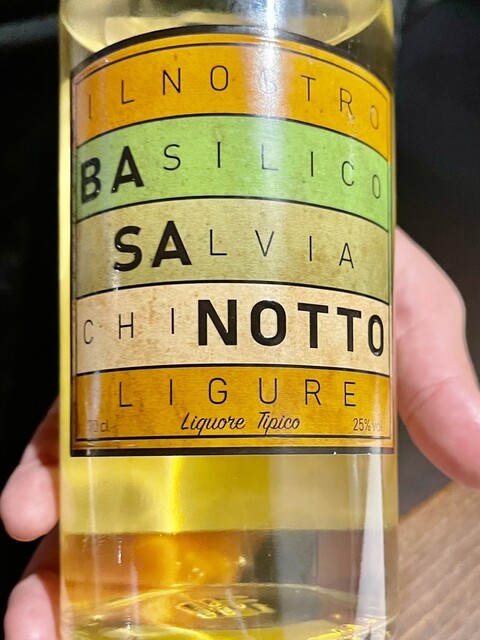 IL NOSTRO
BASILICO
SALVIA
CHINOTTO
LIGURE
70 cl Liquore Tipico 25% vol